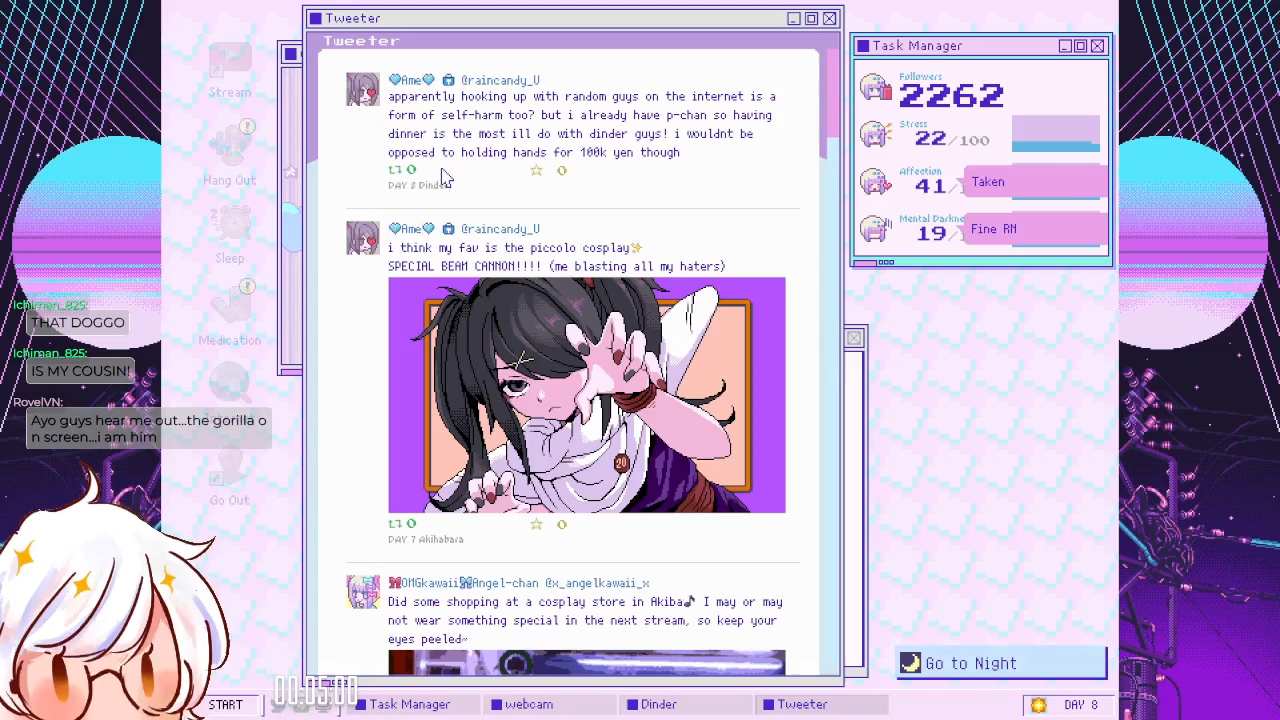 Tweeter
Tweeter
Ame @raincandy_U
apparently hooking up with random guys on the internet is a
form of self-harm too? but i already have p-chan so having
dinner is the most ill do with dinder guys! i wouldnt be
opposed to holding hands for 100k yen though
0 0
DAY 8 Dinder
Ame @raincandy_U
i think my fav is the piccolo cosplay✨
SPECIAL BEAM CANNON!!!! (me blasting all my haters)
20
0 0
DAY 7 Akihabara
OMGkawaii Angel-chan @x_angelkawaii_x
Did some shopping at a cosplay store in Akiba♪ I may or may
not wear something special in the next stream, so keep your
eyes peeled~
Task Manager
Followers
2262
Stress
22/100
Affection
41/
Taken
Mental Darkne
19/
Fine RN
Stream
Hang Out
Sleep
Medication
Go Out
Ichiman_825:
THAT DOGGO
Ichiman_825:
IS MY COUSIN!
RovelVN:
Ayo guys hear me out...the gorilla o
n screen...i am him
Go to Night
START
00:05:00
Task Manager
webcam
Dinder
Tweeter
DAY 8